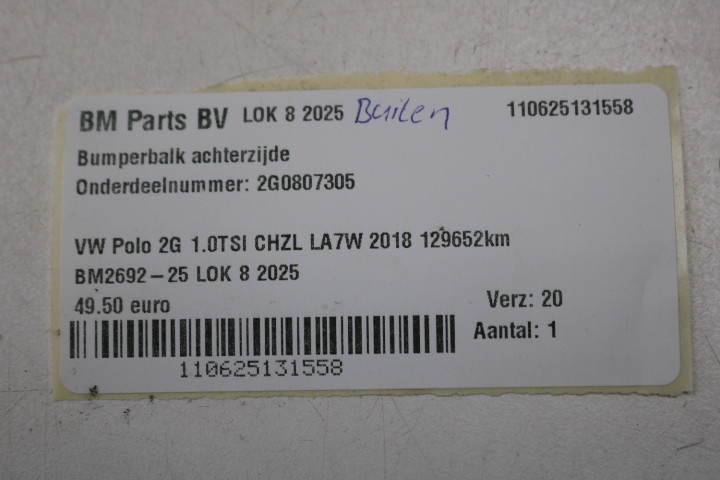 BM Parts BV LOK 8 2025 Buiten 110625131558
Bumperbalk achterzijde
Onderdeelnummer: 2G0807305
VW Polo 2G 1.0TSI CHZL LA7W 2018 129652km
BM2692-25 LOK 8 2025
49.50 euro Verz: 20
Aantal: 1
110625131558